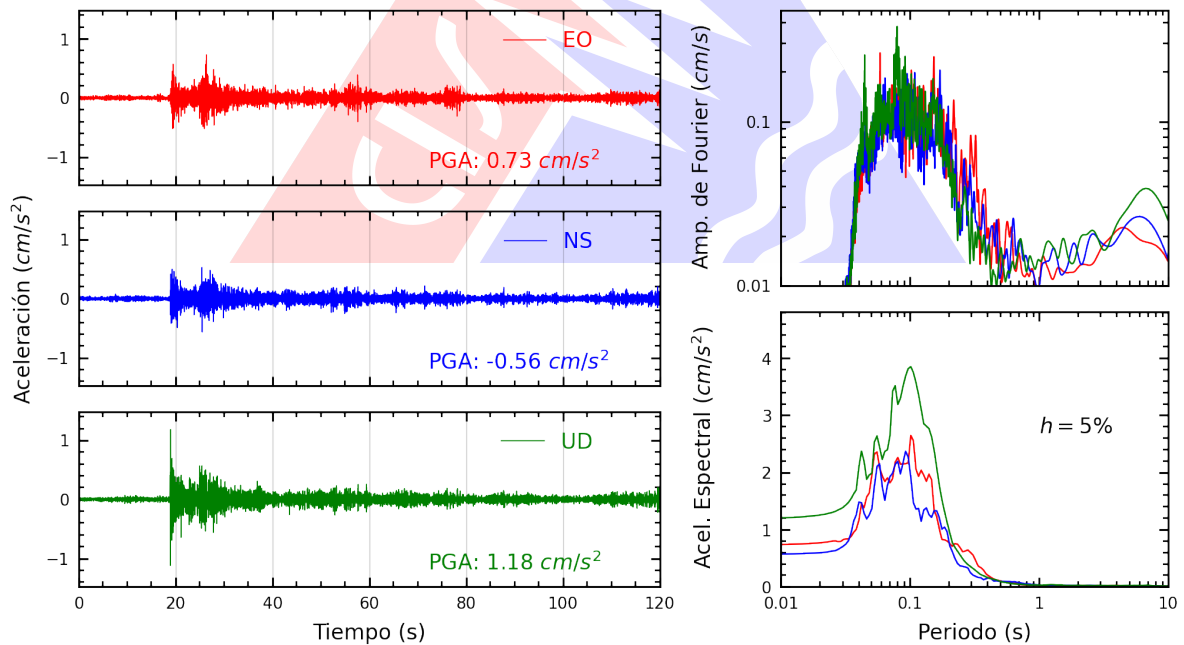 Aceleración (cm/s²)
1
0
−1
EO
PGA: 0.73 cm/s²
1
0
−1
NS
PGA: -0.56 cm/s²
1
0
−1
UD
PGA: 1.18 cm/s²
0 20 40 60 80 100 120
Tiempo (s)
Amp. de Fourier (cm/s)
0.1
0.01
Acel. Espectral (cm/s²)
4
3
2
1
0
h = 5%
0.01 0.1 1 10
Periodo (s)